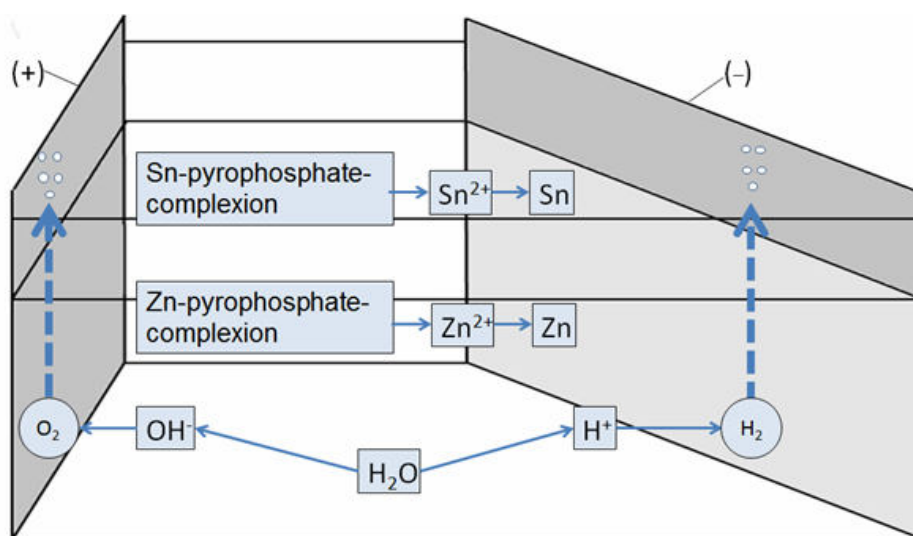 (+)
(–)
Sn-pyrophosphate-
complexion
Sn²⁺
Sn
Zn-pyrophosphate-
complexion
Zn²⁺
Zn
O₂
OH⁻
H₂O
H⁺
H₂